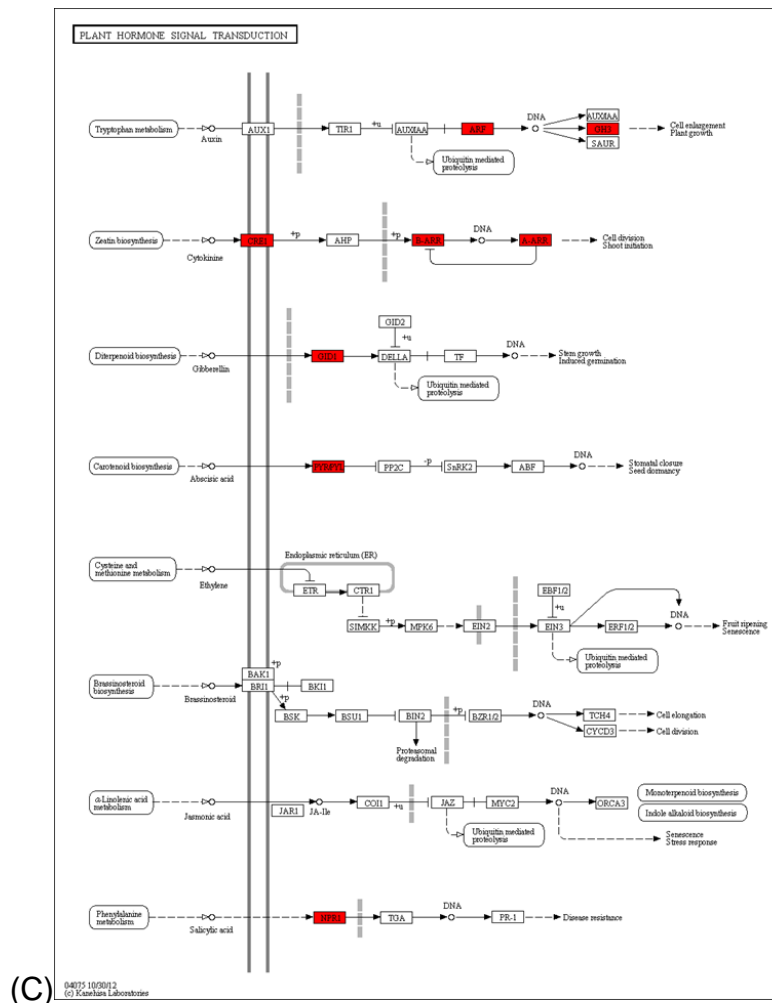 PLANT HORMONE SIGNAL TRANSDUCTION
Tryptophan metabolism
Auxin
AUX1
TIR1
+u
AUX/IAA
ARF
DNA
AUX/IAA
GH3
SAUR
Cell enlargement
Plant growth
Ubiquitin mediated
proteolysis
Zeatin biosynthesis
Cytokinine
CRE1
+p
AHP
+p
B-ARR
DNA
A-ARR
Cell division
Shoot initiation
GID2
+u
Diterpenoid biosynthesis
Gibberellin
GID1
DELLA
TF
DNA
Stem growth
Induced germination
Ubiquitin mediated
proteolysis
Carotenoid biosynthesis
Abscisic acid
PYR/PYL
PP2C
-p
SnRK2
ABF
DNA
Stomatal closure
Seed dormancy
Cysteine and
methionine metabolism
Ethylene
Endoplasmic reticulum (ER)
ETR
CTR1
SIMKK
+p
MPK6
EIN2
EBF1/2
+u
EIN3
ERF1/2
DNA
Fruit ripening
Senescence
Ubiquitin mediated
proteolysis
Brassinosteroid
biosynthesis
Brassinosteroid
BAK1
+p
BRI1
BKI1
+p
BSK
BSU1
BIN2
+p
BZR1/2
DNA
TCH4
Cell elongation
CYCD3
Cell division
Proteasomal
degradation
α-Linolenic acid
metabolism
Jasmonic acid
JAR1
JA-Ile
COI1
+u
JAZ
MYC2
DNA
ORCA3
Monoterpenoid biosynthesis
Indole alkaloid biosynthesis
Ubiquitin mediated
proteolysis
Senescence
Stress response
Phenylalanine
metabolism
Salicylic acid
NPR1
TGA
DNA
PR-1
Disease resistance
(C)
04075 10/30/12
(c) Kanehisa Laboratories